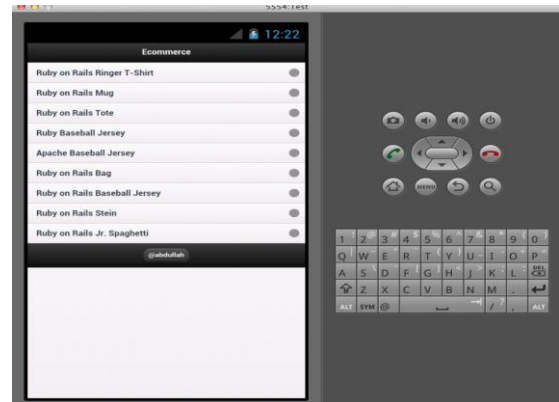 5554:Test
12:22
Ecommerce
Ruby on Rails Ringer T-Shirt
Ruby on Rails Mug
Ruby on Rails Tote
Ruby Baseball Jersey
Apache Baseball Jersey
Ruby on Rails Bag
Ruby on Rails Baseball Jersey
Ruby on Rails Stein
Ruby on Rails Jr. Spaghetti
@abdullah
MENU
1 ! 2 @ 3 # 4 $ 5 % 6 ^ 7 & 8 * 9 ( 0 )
Q | W E R T { Y } U - I O + P
A S \ D F [ G ] H < J > K ; L : DEL
Z X C V B N M .
ALT SYM @ / ? , ALT